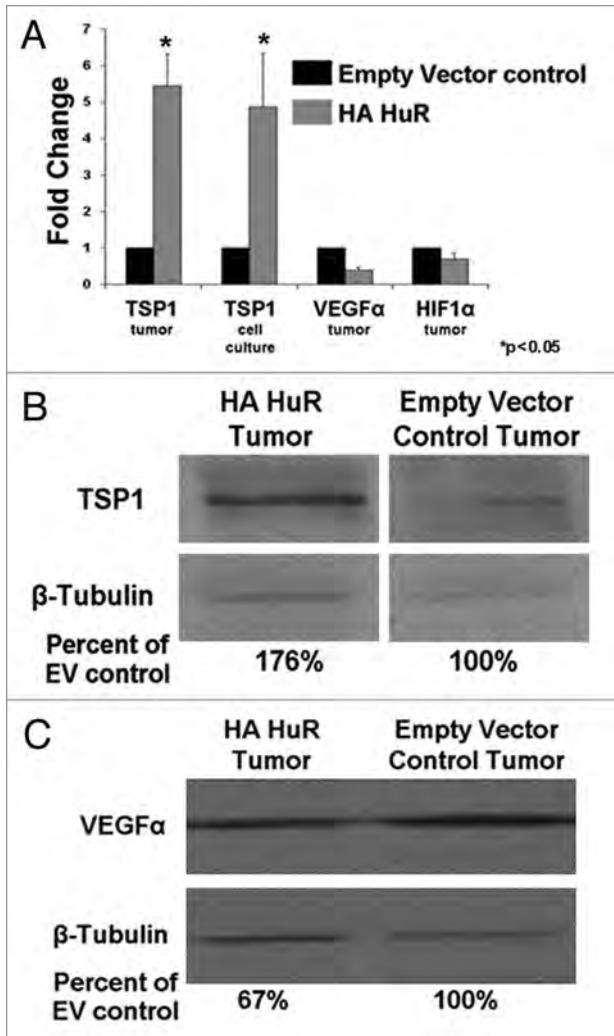 A
Fold Change
7
6
5
4
3
2
1
0
* *
Empty Vector control
HA HuR
TSP1 TSP1 VEGFα HIF1α
tumor cell tumor tumor
culture
*p<0.05
B
HA HuR Empty Vector
Tumor Control Tumor
TSP1
β-Tubulin
Percent of
EV control
176% 100%
C
HA HuR Empty Vector
Tumor Control Tumor
VEGFα
β-Tubulin
Percent of
EV control
67% 100%